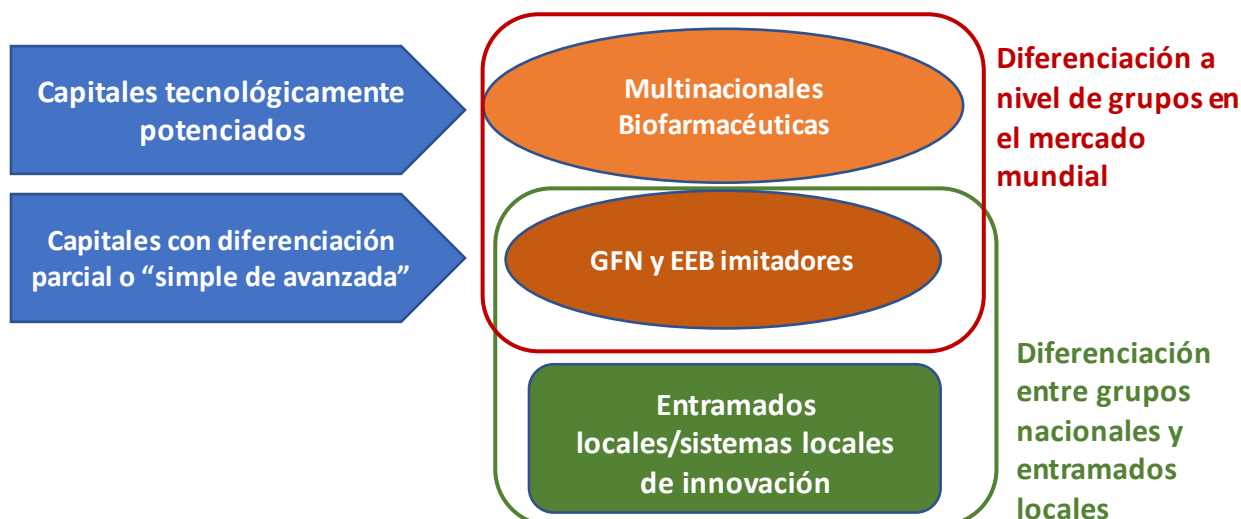 Capitales tecnológicamente
potenciados
Multinacionales
Biofarmacéuticas
Diferenciación a
nivel de grupos en
el mercado
mundial
Capitales con diferenciación
parcial o “simple de avanzada”
GFN y EEB imitadores
Entramados
locales/sistemas locales
de innovación
Diferenciación
entre grupos
nacionales y
entramados
locales